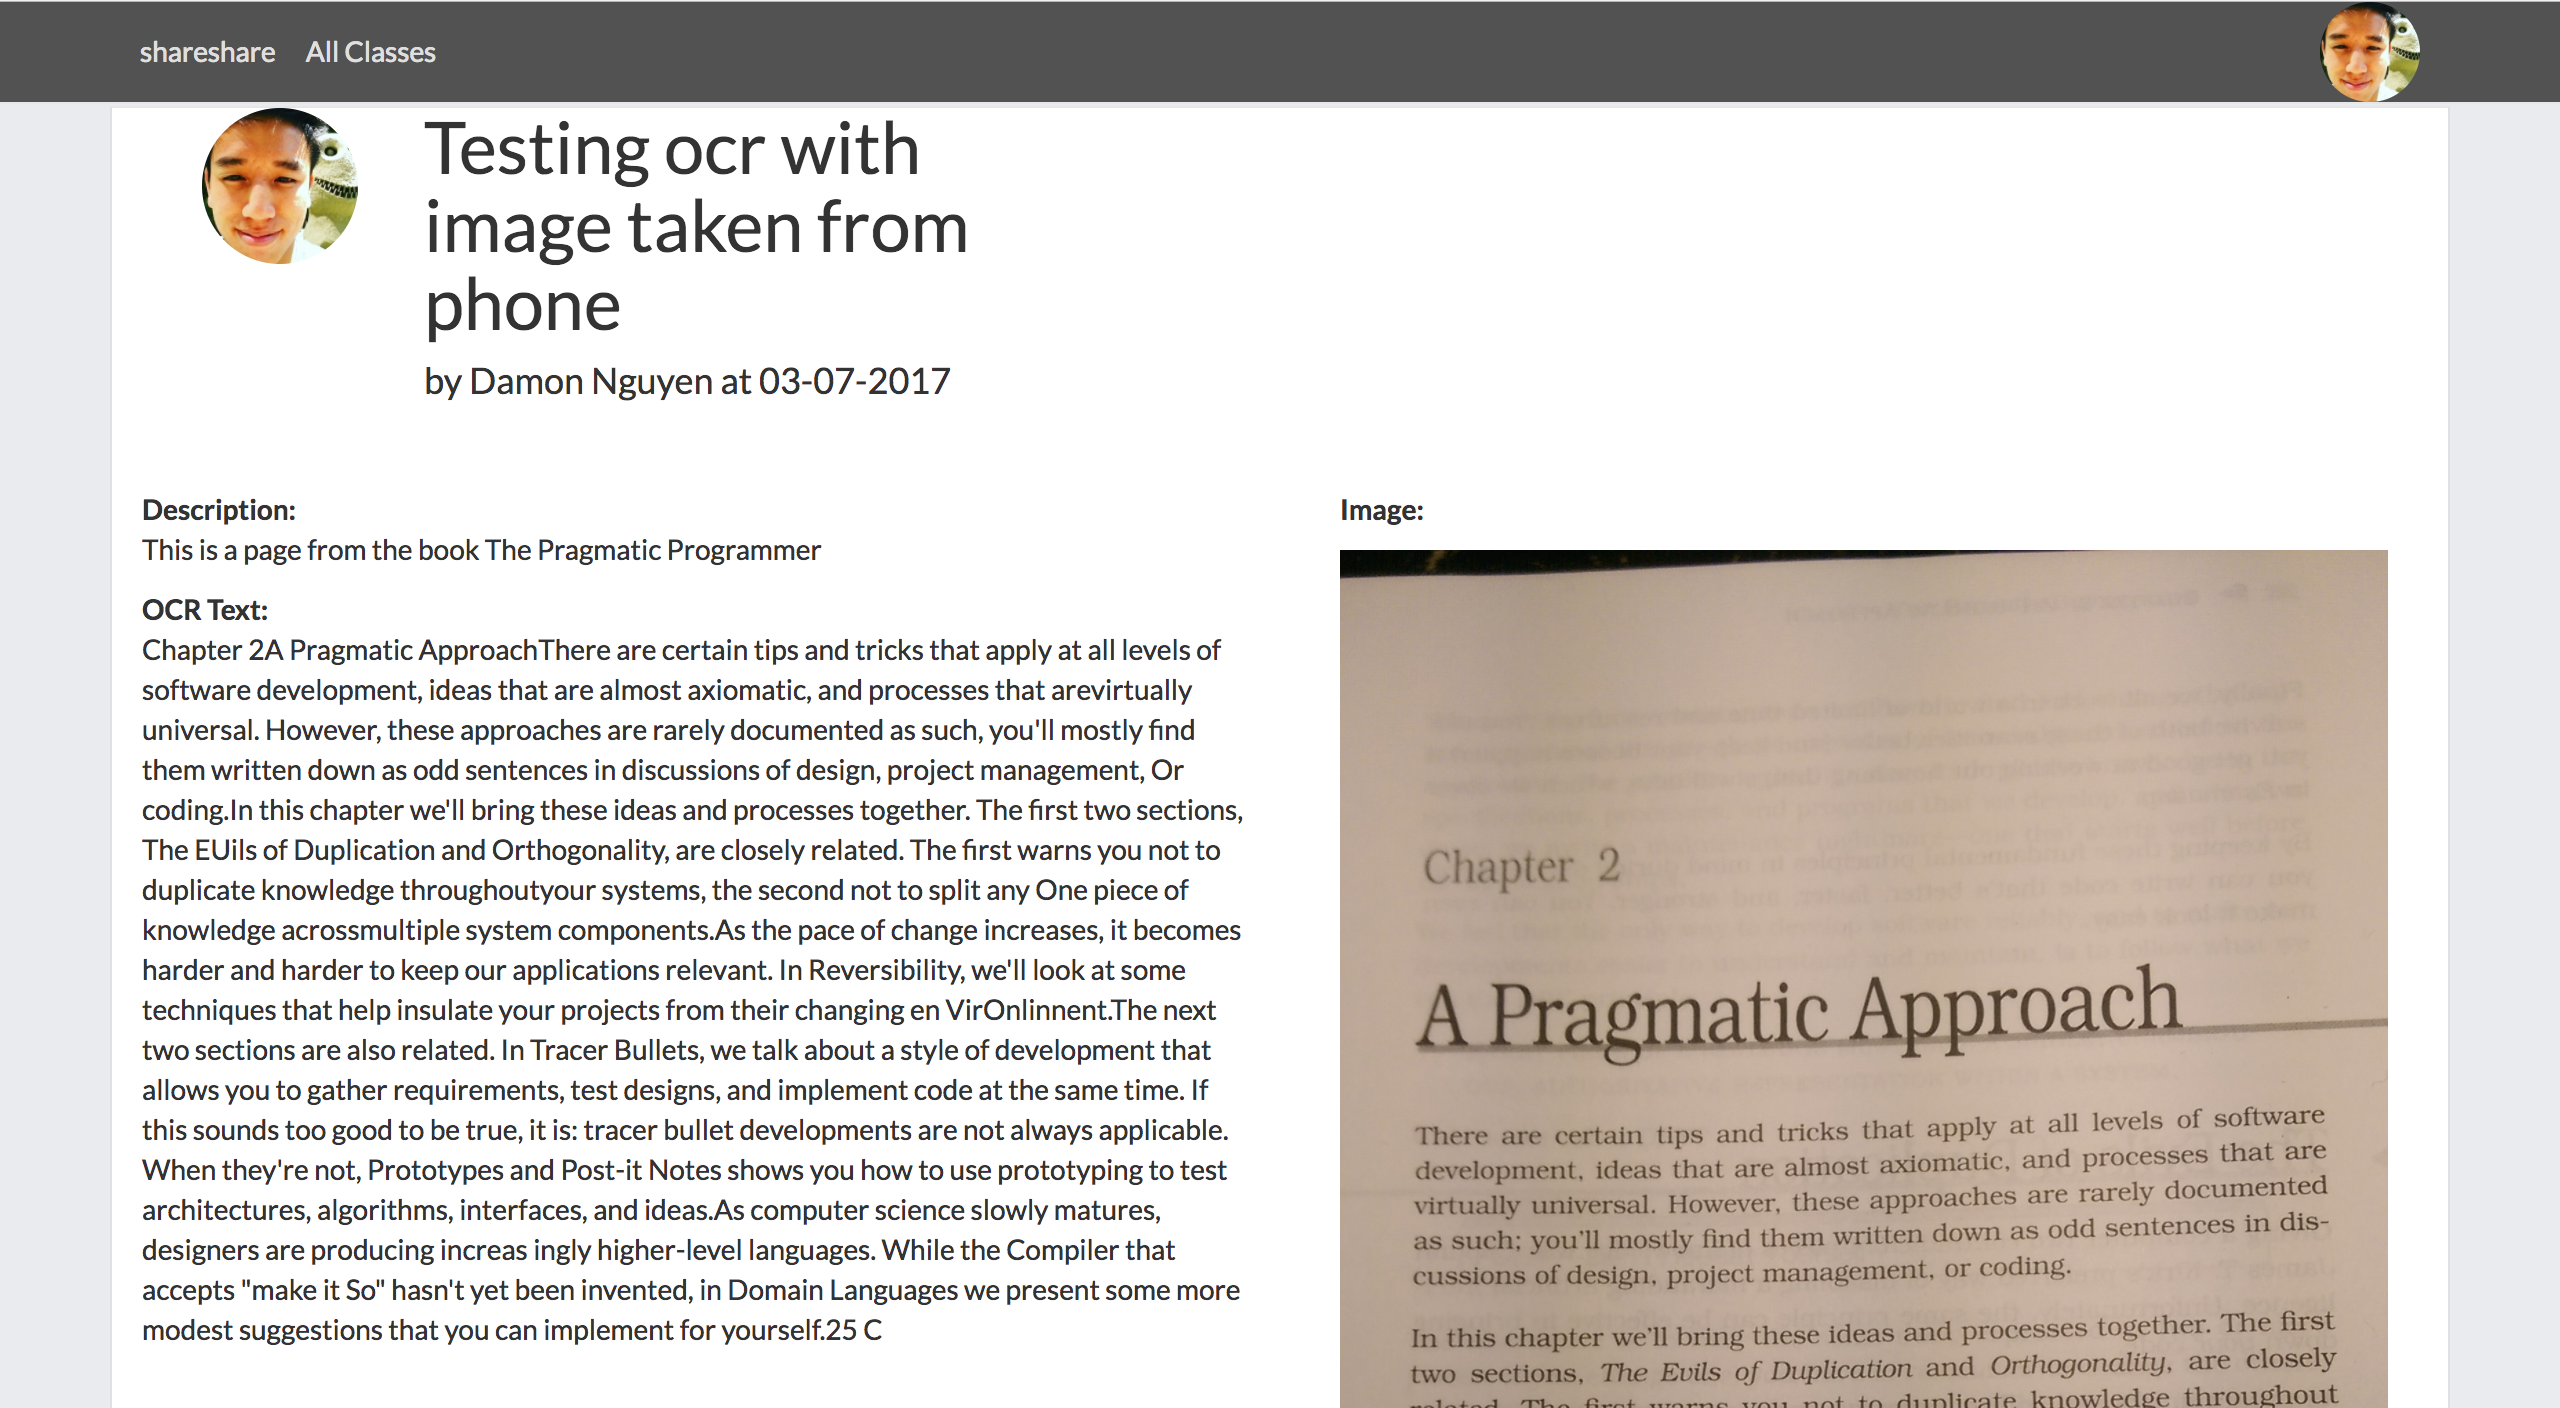 shareshare All Classes
Testing ocr with
image taken from
phone
by Damon Nguyen at 03-07-2017
Description:
This is a page from the book The Pragmatic Programmer
OCR Text:
Chapter 2A Pragmatic ApproachThere are certain tips and tricks that apply at all levels of
software development, ideas that are almost axiomatic, and processes that arevirtually
universal. However, these approaches are rarely documented as such, you'll mostly find
them written down as odd sentences in discussions of design, project management, Or
coding.In this chapter we'll bring these ideas and processes together. The first two sections,
The EUils of Duplication and Orthogonality, are closely related. The first warns you not to
duplicate knowledge throughoutyour systems, the second not to split any One piece of
knowledge acrossmultiple system components.As the pace of change increases, it becomes
harder and harder to keep our applications relevant. In Reversibility, we'll look at some
techniques that help insulate your projects from their changing en VirOnlinnent.The next
two sections are also related. In Tracer Bullets, we talk about a style of development that
allows you to gather requirements, test designs, and implement code at the same time. If
this sounds too good to be true, it is: tracer bullet developments are not always applicable.
When they're not, Prototypes and Post-it Notes shows you how to use prototyping to test
architectures, algorithms, interfaces, and ideas.As computer science slowly matures,
designers are producing increas ingly higher-level languages. While the Compiler that
accepts "make it So" hasn't yet been invented, in Domain Languages we present some more
modest suggestions that you can implement for yourself.25 C
Image:
Chapter 2
A Pragmatic Approach
There are certain tips and tricks that apply at all levels of software
development, ideas that are almost axiomatic, and processes that are
virtually universal. However, these approaches are rarely documented
as such; you'll mostly find them written down as odd sentences in dis-
cussions of design, project management, or coding.
In this chapter we'll bring these ideas and processes together. The first
two sections, The Evils of Duplication and Orthogonality, are closely
related. The first warns you not to duplicate knowledge throughout